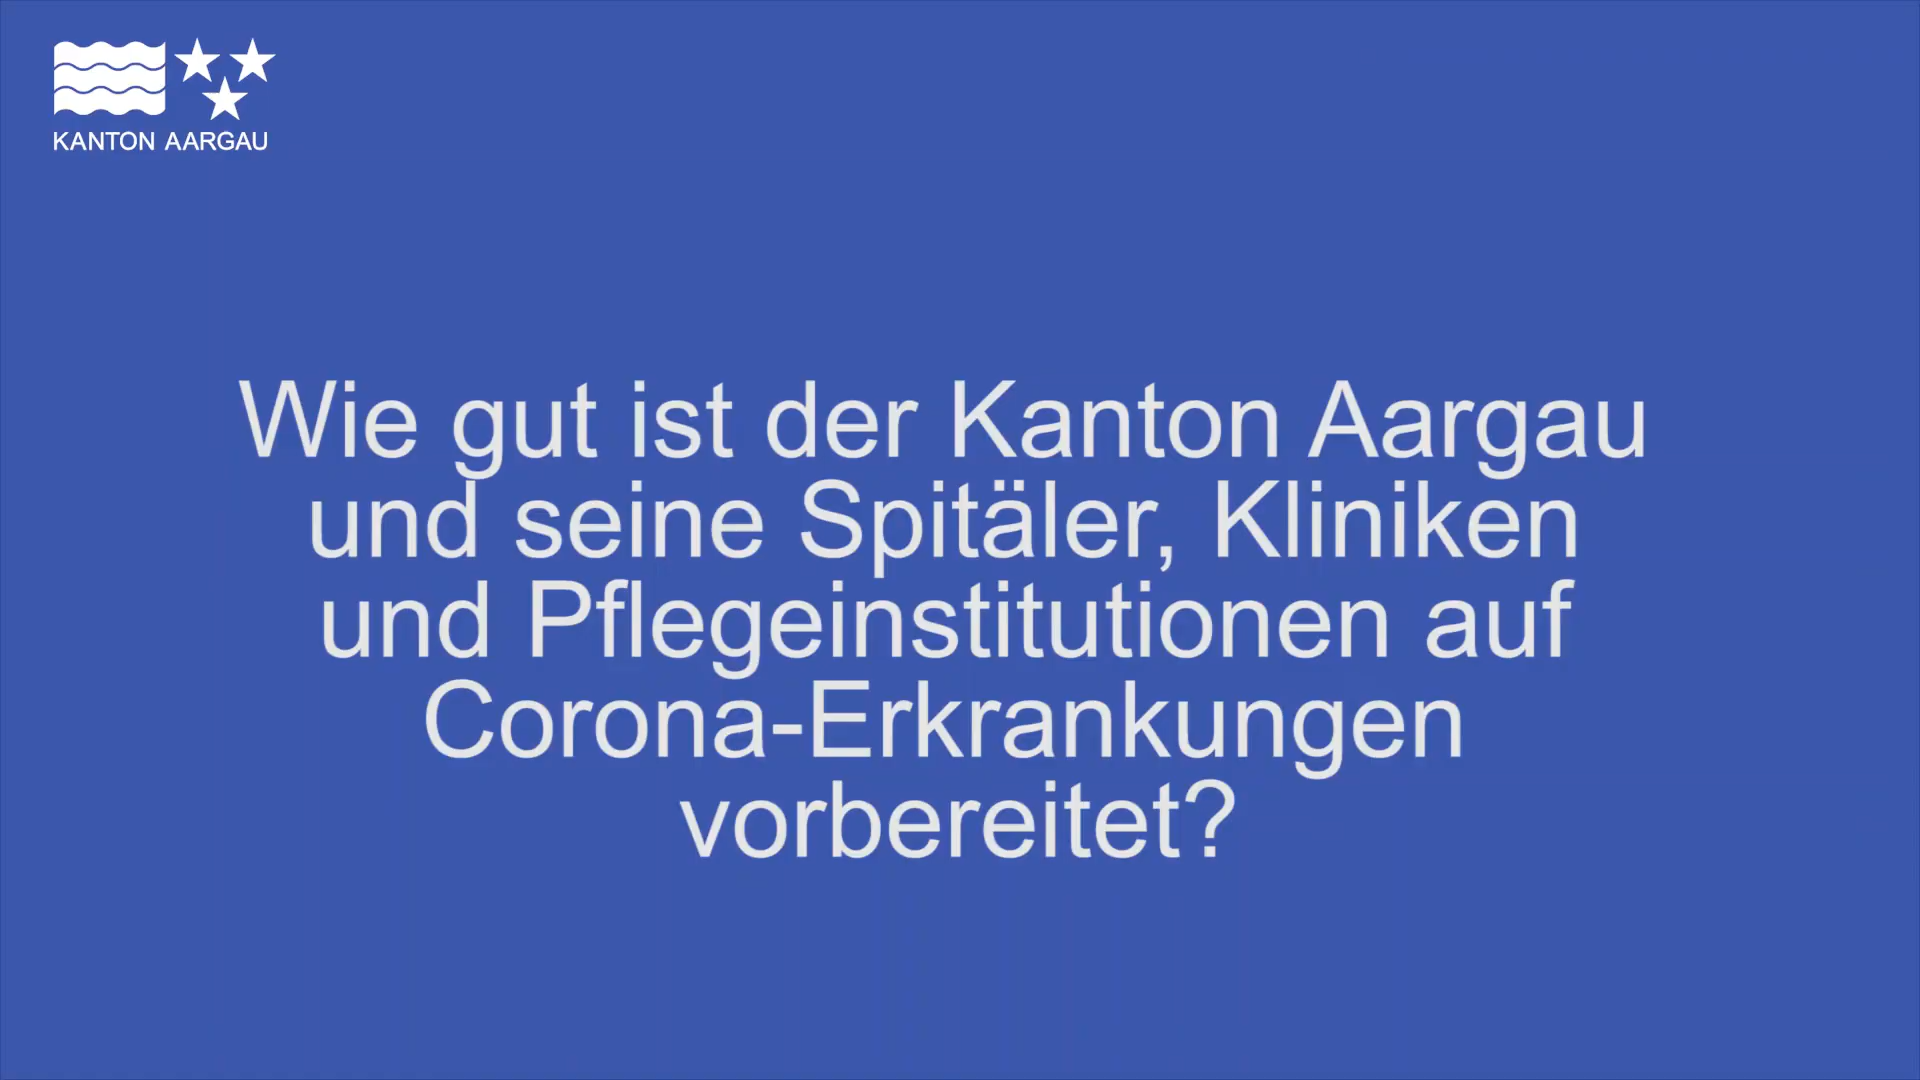 KANTON AARGAU
Wie gut ist der Kanton Aargau
und seine Spitäler, Kliniken
und Pflegeinstitutionen auf
Corona-Erkrankungen
vorbereitet?